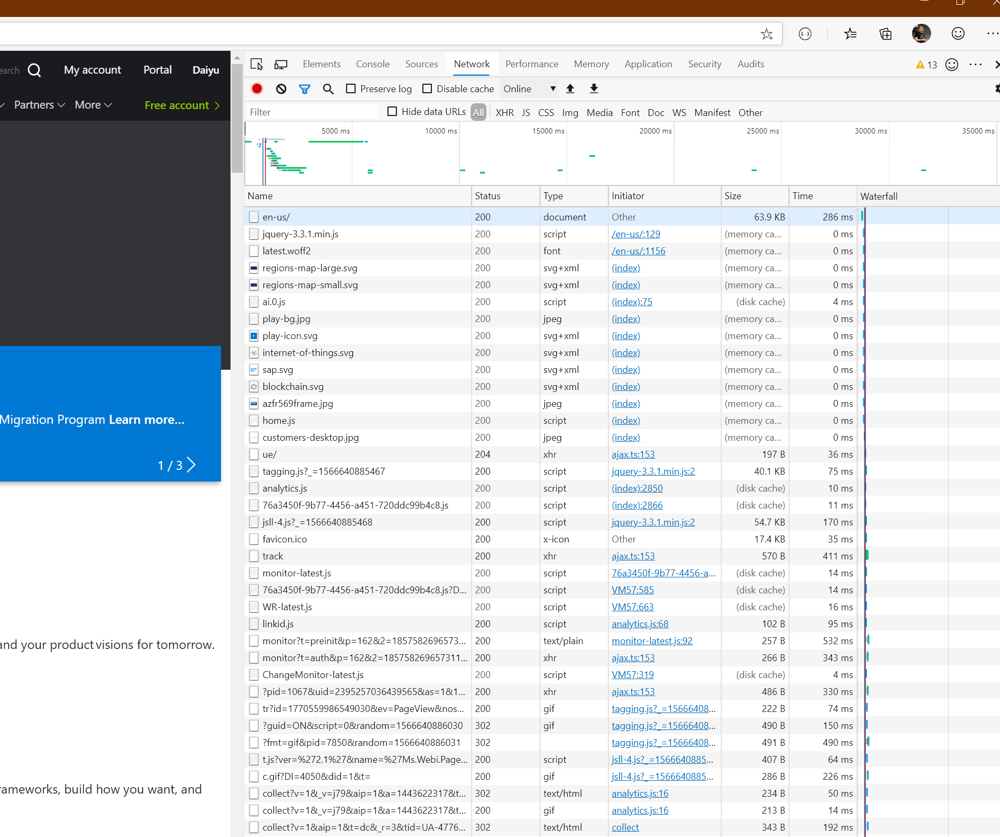 earch My account Portal Daiyu
Partners More Free account
Migration Program Learn more...
1 / 3
and your product visions for tomorrow.
rameworks, build how you want, and
Elements Console Sources Network Performance Memory Application Security Audits 13
Preserve log Disable cache Online
Filter Hide data URLs All XHR JS CSS Img Media Font Doc WS Manifest Other
5000 ms 10000 ms 15000 ms 20000 ms 25000 ms 30000 ms 35000 ms
Name Status Type Initiator Size Time Waterfall
en-us/ 200 document Other 63.9 KB 286 ms
jquery-3.3.1.min.js 200 script /en-us/:129 (memory ca... 0 ms
latest.woff2 200 font /en-us/:1156 (memory ca... 0 ms
regions-map-large.svg 200 svg+xml (index) (memory ca... 0 ms
regions-map-small.svg 200 svg+xml (index) (memory ca... 0 ms
ai.0.js 200 script (index):75 (disk cache) 4 ms
play-bg.jpg 200 jpeg (index) (memory ca... 0 ms
play-icon.svg 200 svg+xml (index) (memory ca... 0 ms
internet-of-things.svg 200 svg+xml (index) (memory ca... 0 ms
sap.svg 200 svg+xml (index) (memory ca... 0 ms
blockchain.svg 200 svg+xml (index) (memory ca... 0 ms
azfr569frame.jpg 200 jpeg (index) (memory ca... 0 ms
home.js 200 script (index) (memory ca... 0 ms
customers-desktop.jpg 200 jpeg (index) (memory ca... 0 ms
ue/ 204 xhr ajax.ts:153 197 B 36 ms
tagging.js?_=1566640885467 200 script jquery-3.3.1.min.js:2 40.1 KB 75 ms
analytics.js 200 script (index):2850 (disk cache) 10 ms
76a3450f-9b77-4456-a451-720ddc99b4c8.js 200 script (index):2866 (disk cache) 11 ms
jsll-4.js?_=1566640885468 200 script jquery-3.3.1.min.js:2 54.7 KB 170 ms
favicon.ico 200 x-icon Other 17.4 KB 35 ms
track 200 xhr ajax.ts:153 570 B 411 ms
monitor-latest.js 200 script 76a3450f-9b77-4456-a... (disk cache) 14 ms
76a3450f-9b77-4456-a451-720ddc99b4c8.js?D... 200 script VM57:585 (disk cache) 14 ms
WR-latest.js 200 script VM57:663 (disk cache) 16 ms
linkid.js 200 script analytics.js:68 102 B 95 ms
monitor?t=preinit&p=162&2=1857582696573... 200 text/plain monitor-latest.js:92 257 B 532 ms
monitor?t=auth&p=162&2=185758269657311... 200 xhr ajax.ts:153 266 B 343 ms
ChangeMonitor-latest.js 200 script VM57:319 (disk cache) 4 ms
?pid=1067&uid=2395257036439565&as=1&1... 200 xhr ajax.ts:153 486 B 330 ms
tr?id=1770559986549030&ev=PageView&nos... 200 gif tagging.js?_=15666408... 222 B 74 ms
?guid=ON&script=0&random=1566640886030 302 gif tagging.js?_=15666408... 490 B 150 ms
?fmt=gif&pid=7850&random=1566640886031 302 tagging.js?_=15666408... 491 B 490 ms
t.js?ver=%272.1%27&name=%27Ms.Webi.Page... 200 script jsll-4.js?_=1566640885... 407 B 64 ms
c.gif?DI=4050&did=1&t= 200 gif jsll-4.js?_=1566640885... 286 B 226 ms
collect?v=1&_v=j79&aip=1&a=1443622317&t... 302 text/html analytics.js:16 234 B 50 ms
collect?v=1&_v=j79&aip=1&a=1443622317&t... 200 gif analytics.js:16 213 B 14 ms
collect?v=1&aip=1&t=dc&_r=3&tid=UA-4776... 302 text/html collect 343 B 192 ms